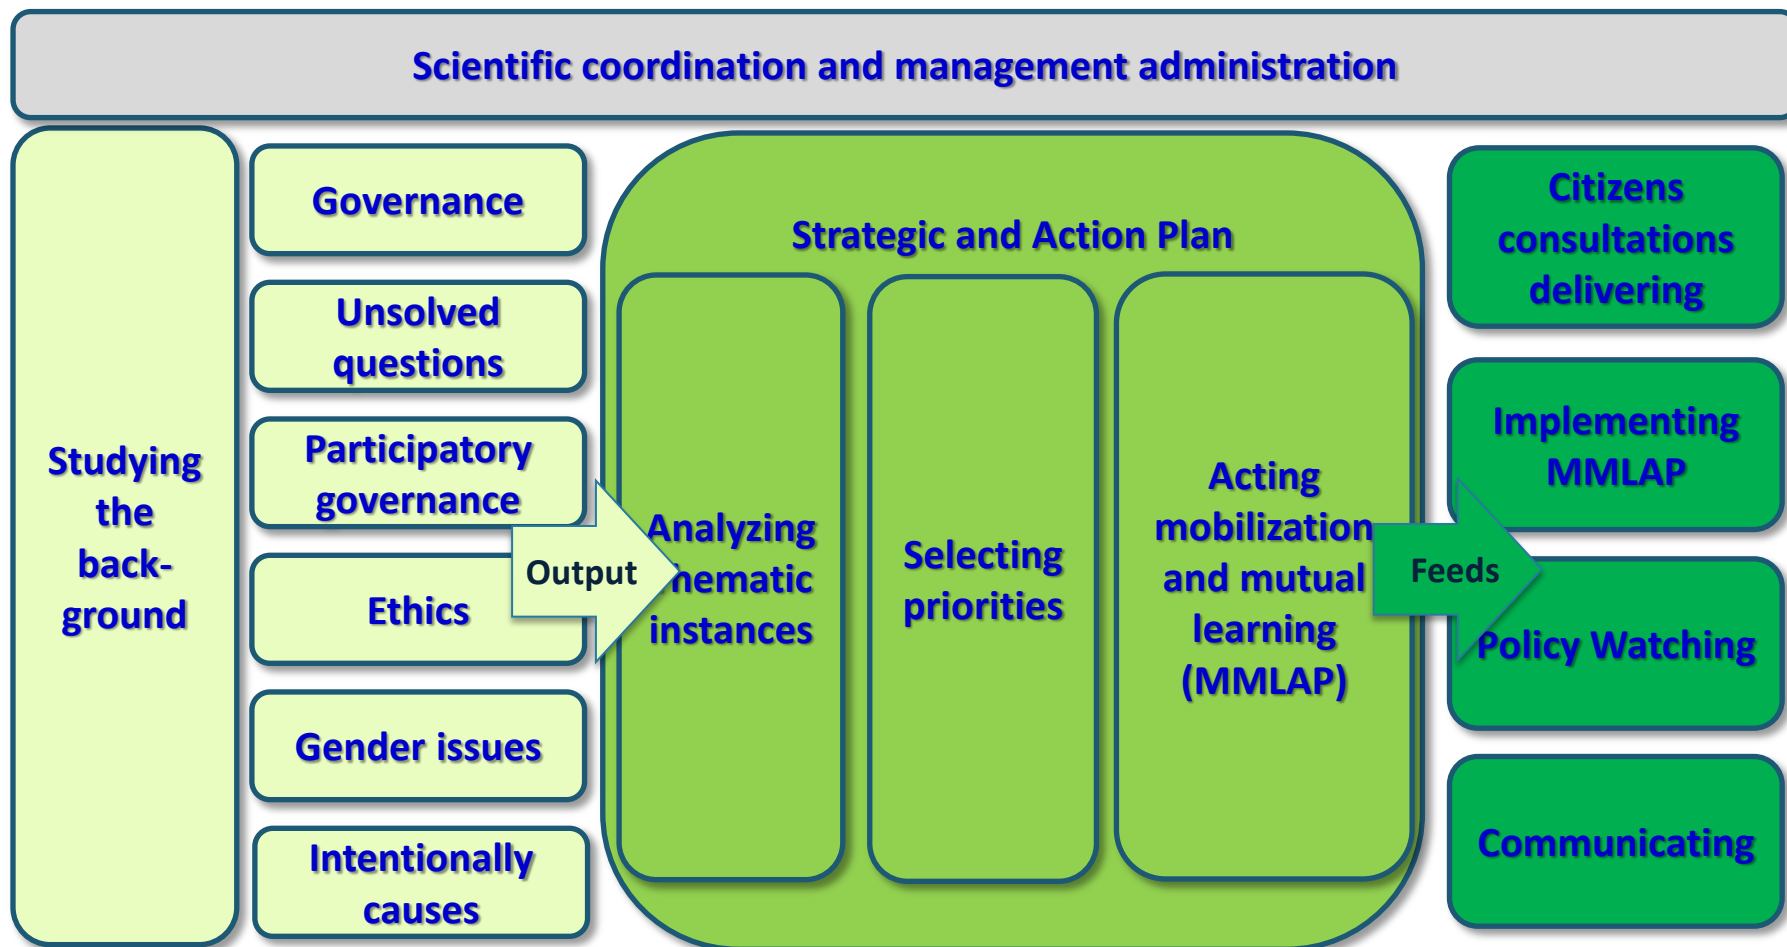 Scientific coordination and management administration
Studying
the
back-
ground
Governance
Unsolved
questions
Participatory
governance
Ethics
Gender issues
Intentionally
causes
Output
Strategic and Action Plan
Analyzing
thematic
instances
Selecting
priorities
Acting
mobilization
and mutual
learning
(MMLAP)
Feeds
Citizens
consultations
delivering
Implementing
MMLAP
Policy Watching
Communicating